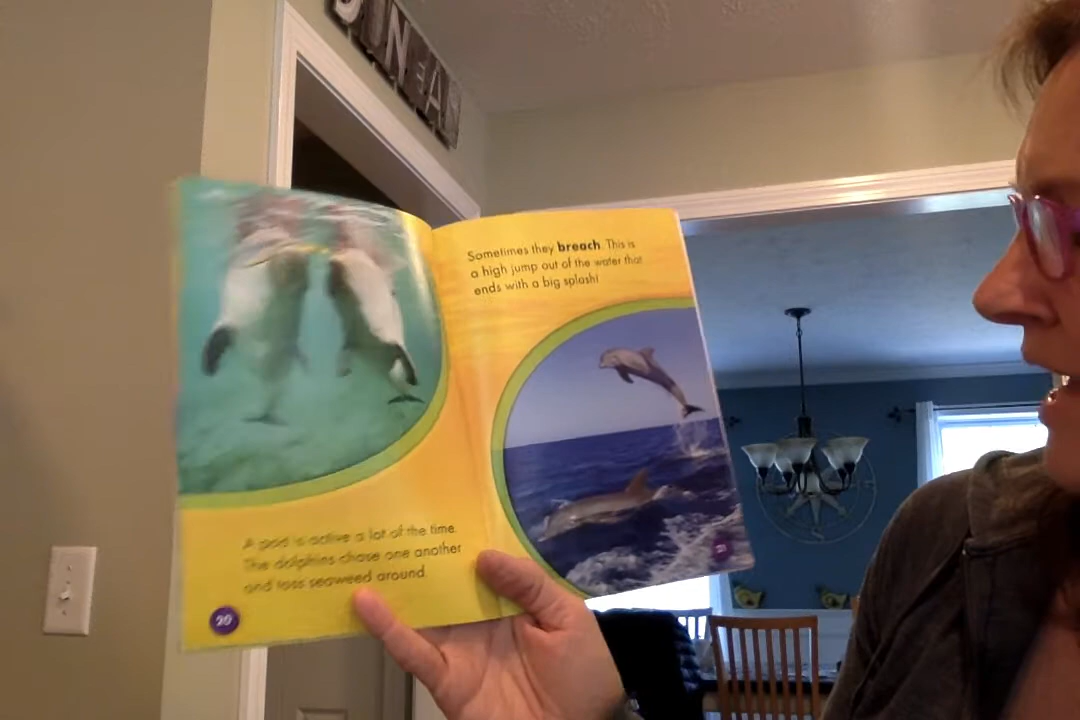 A pod is active a lot of the time.
The dolphins chase one another
and toss seaweed around.
20
Sometimes they breach. This is
a high jump out of the water that
ends with a big splash!
21